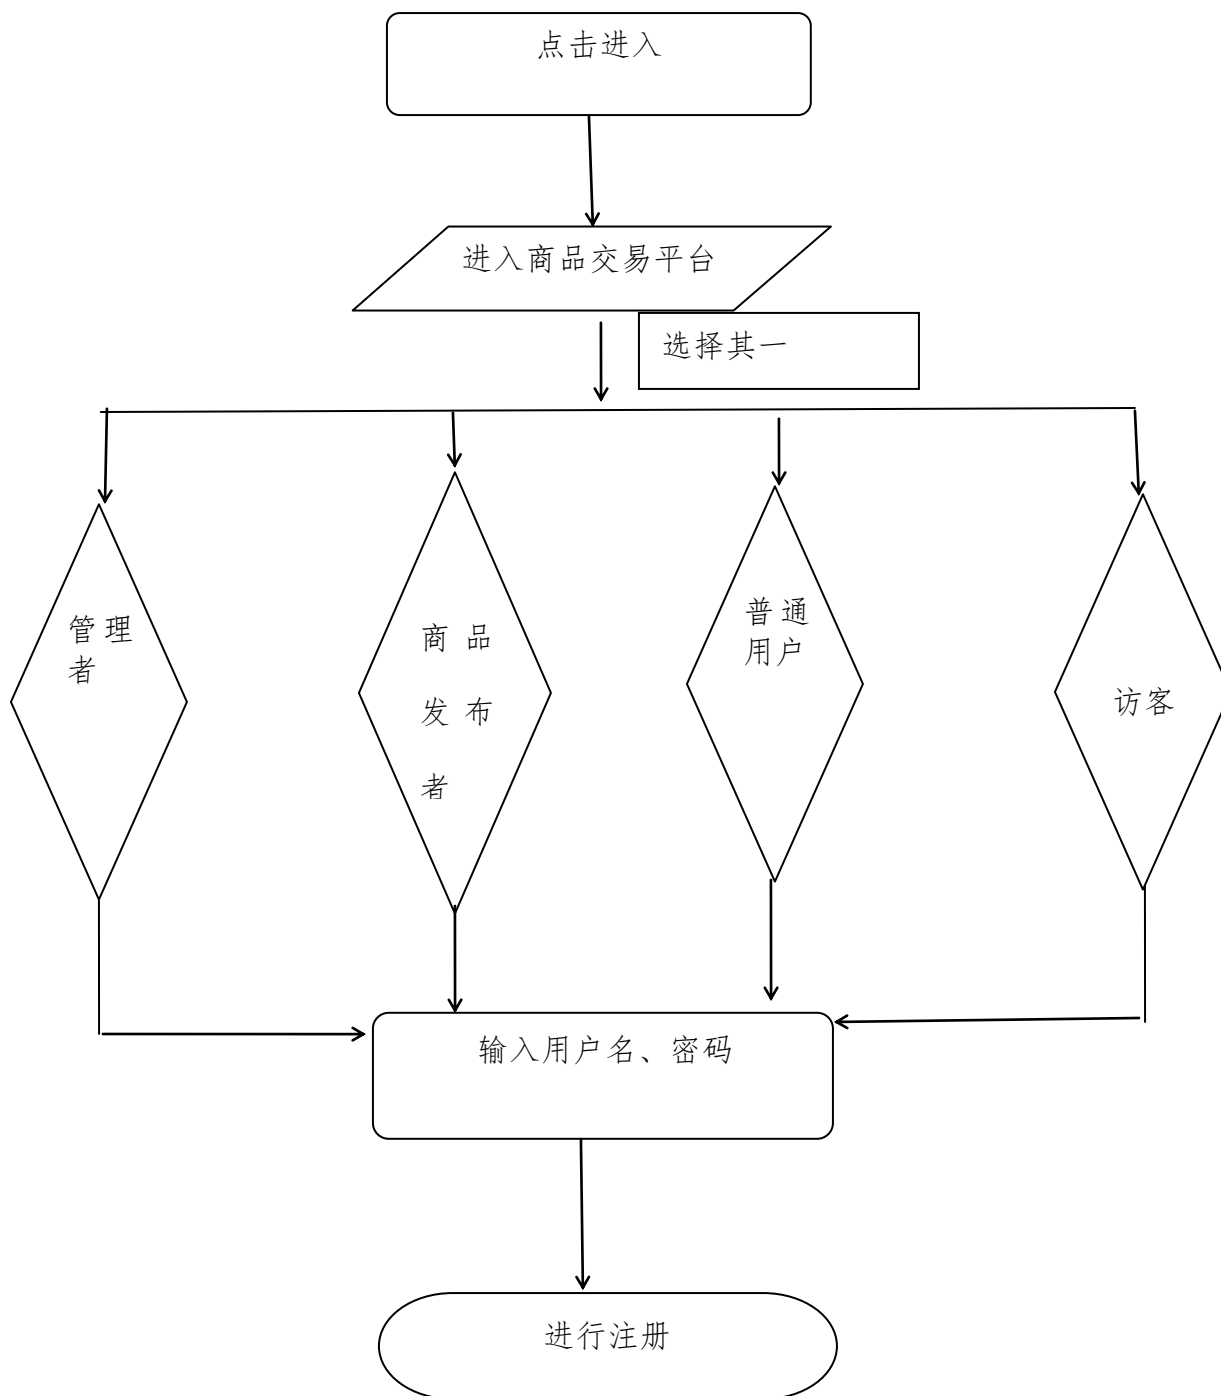 点击进入
进入商品交易平台
选择其一
管理
者
商品
发布
者
普通
用户
访客
输入用户名、密码
进行注册